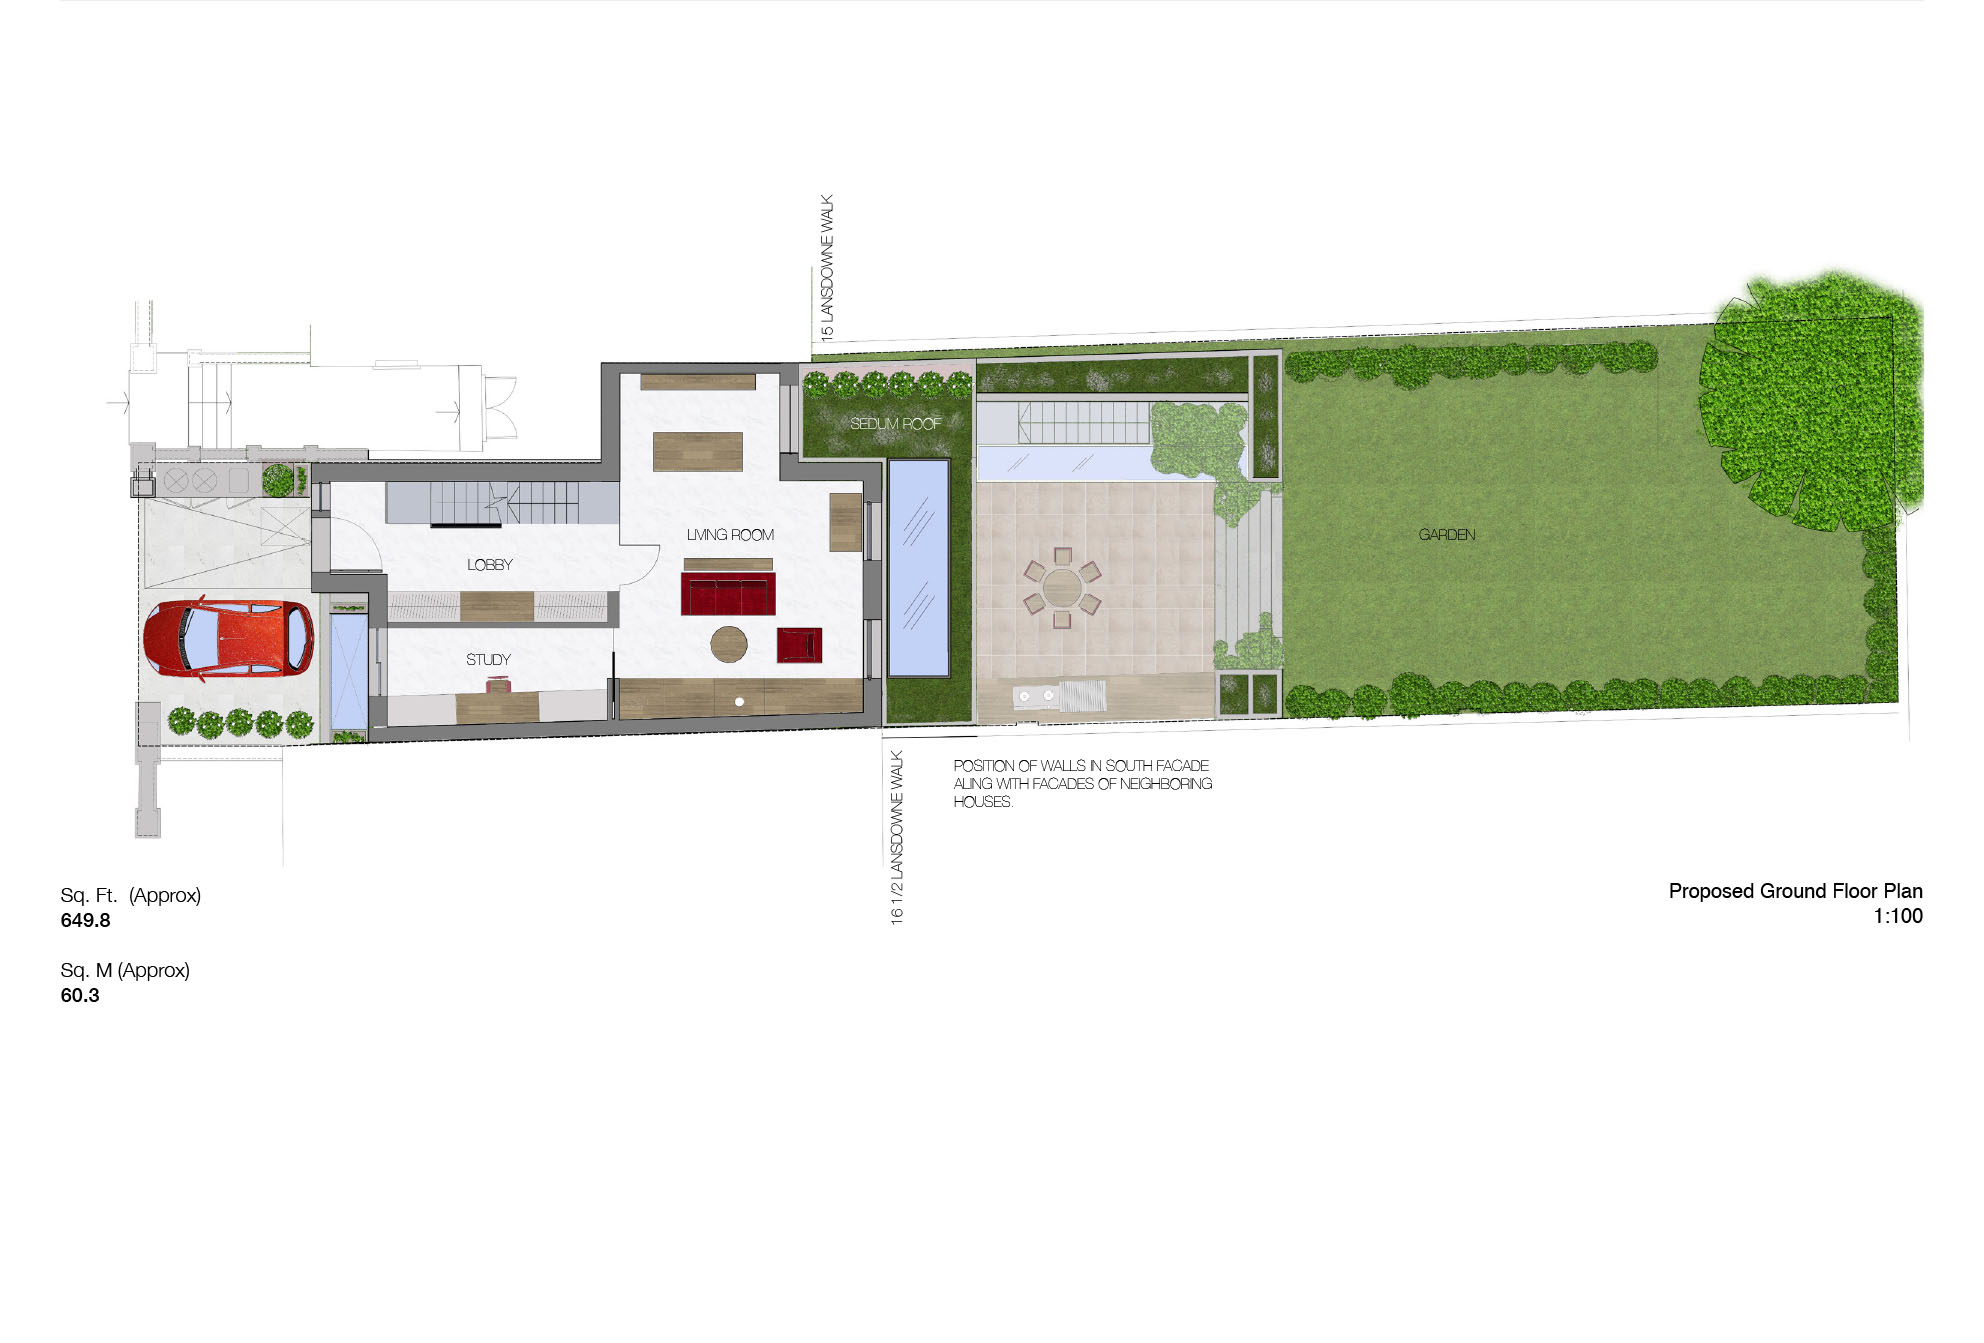 15 LANSDOWNE WALK
SEDUM ROOF
LIVING ROOM
GARDEN
LOBBY
STUDY
16 1/2 LANSDOWNE WALK
POSITION OF WALLS IN SOUTH FACADE
ALING WITH FACADES OF NEIGHBORING
HOUSES.
Sq. Ft. (Approx)
649.8
Sq. M (Approx)
60.3
Proposed Ground Floor Plan
1:100